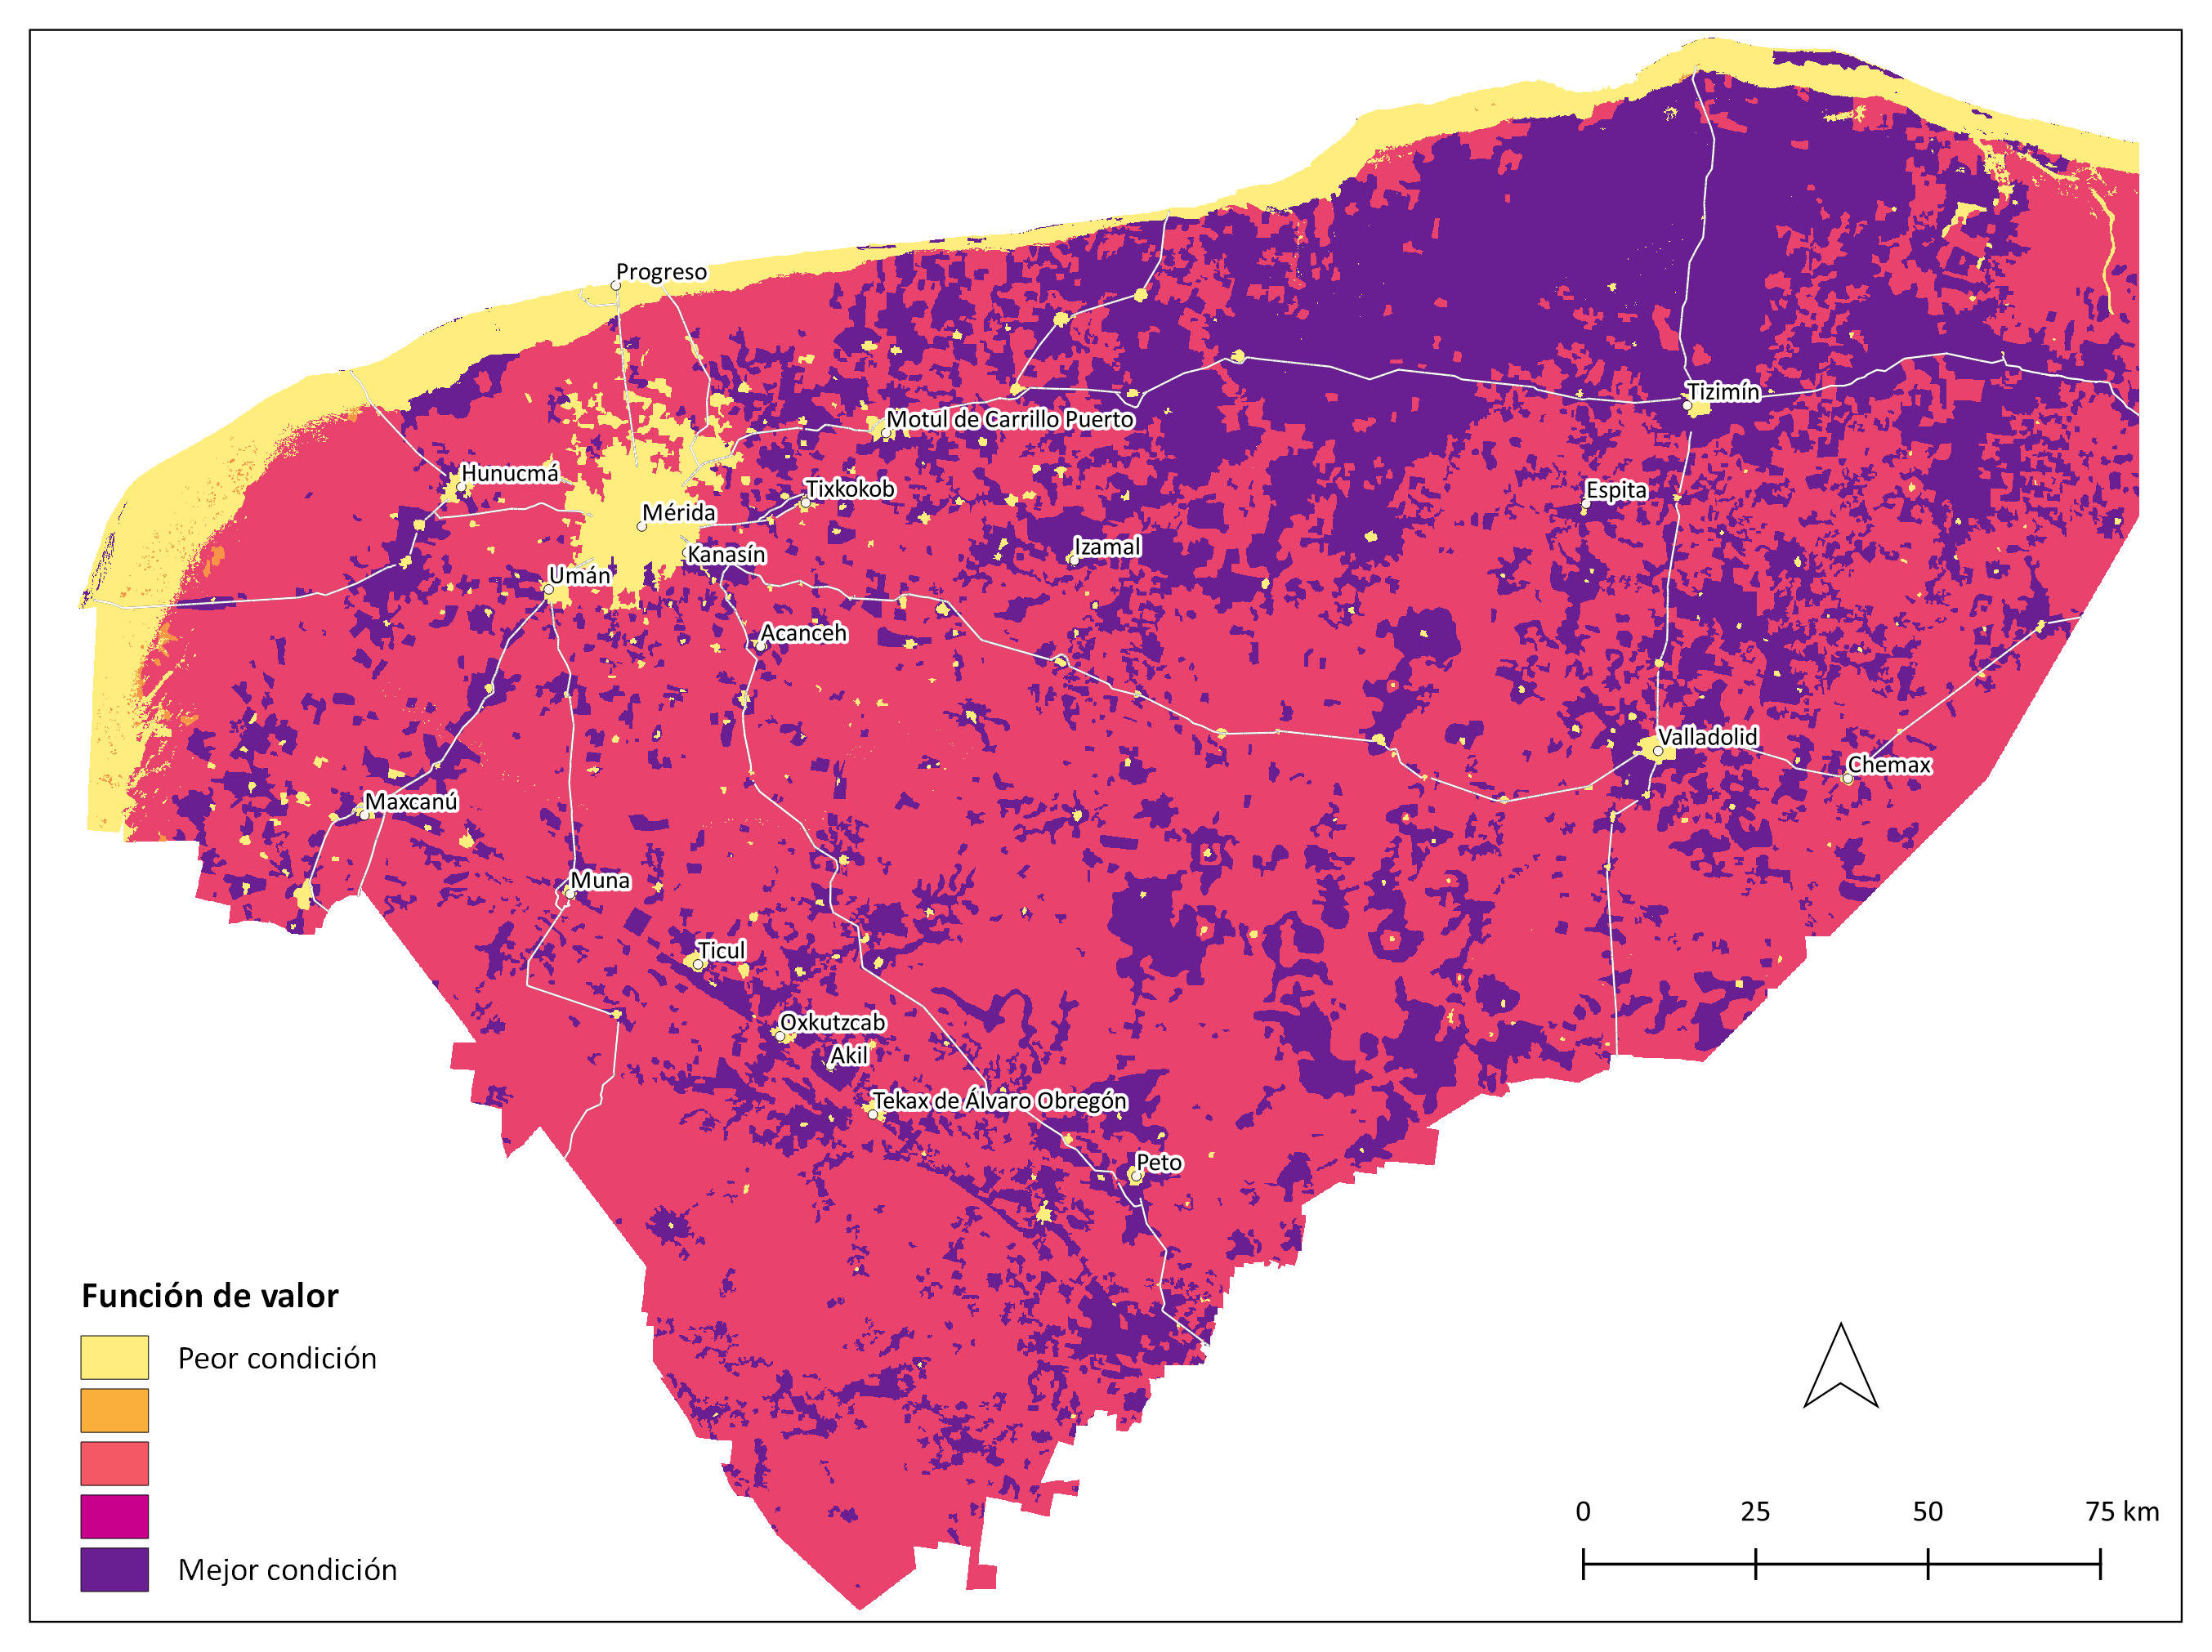 Progreso
Tizimín
Motul de Carrillo Puerto
Hunucmá
Tixkokob
Espita
Mérida
Kanasín
Izamal
Umán
Acanceh
Valladolid
Chemax
Maxcanú
Muna
Ticul
Oxkutzcab
Akil
Tekax de Álvaro Obregón
Peto
Función de valor
Peor condición
Mejor condición
0 25 50 75 km